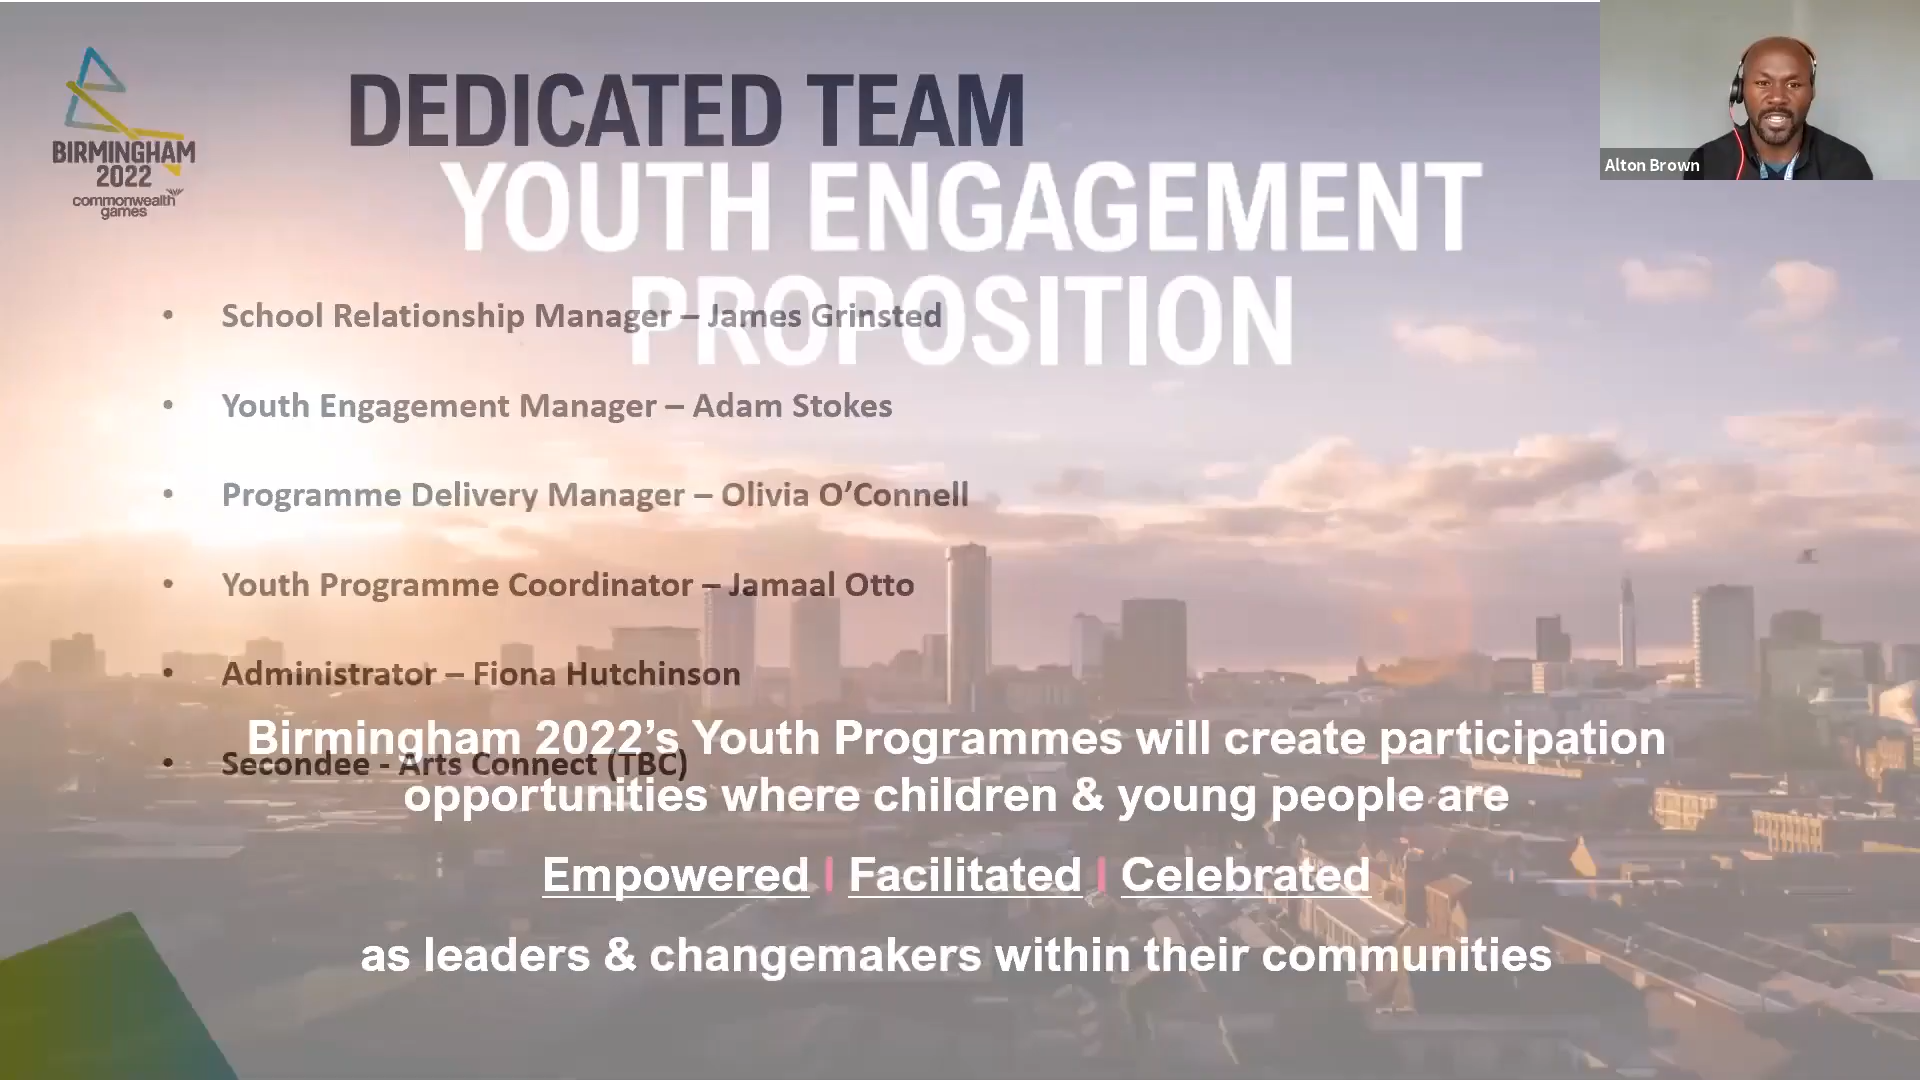 BIRMINGHAM
2022
commonwealth
games
DEDICATED TEAM
YOUTH ENGAGEMENT
PROPOSITION
• School Relationship Manager – James Grinsted
• Youth Engagement Manager – Adam Stokes
• Programme Delivery Manager – Olivia O’Connell
• Youth Programme Coordinator – Jamaal Otto
• Administrator – Fiona Hutchinson
• Secondee - Arts Connect (TBC)
Birmingham 2022’s Youth Programmes will create participation
opportunities where children & young people are
Empowered | Facilitated | Celebrated
as leaders & changemakers within their communities
Alton Brown